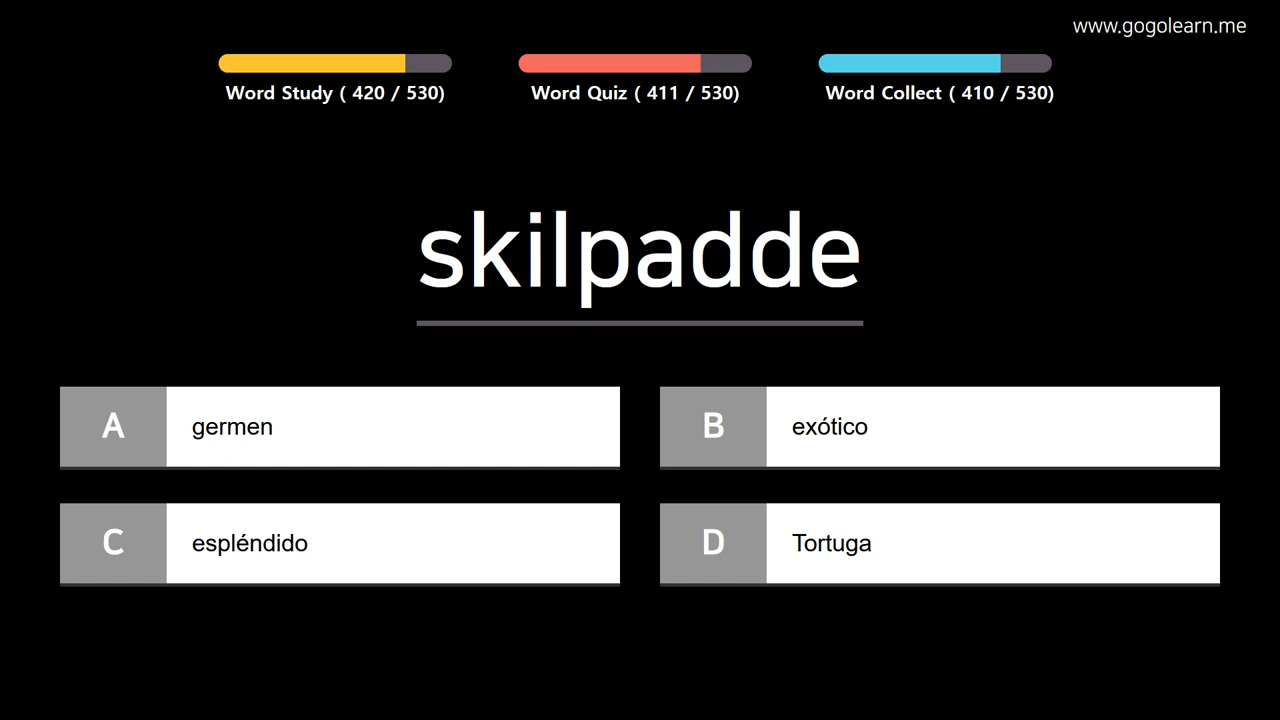 www.gogolearn.me
Word Study ( 420 / 530)
Word Quiz ( 411 / 530)
Word Collect ( 410 / 530)
skilpadde
A germen
B exótico
C espléndido
D Tortuga